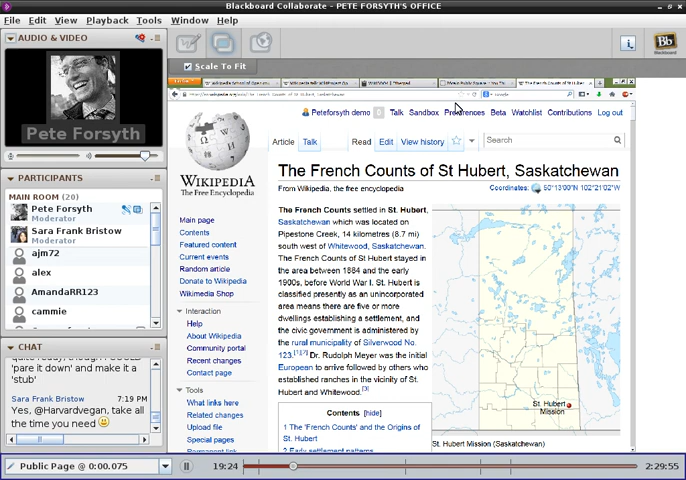 Blackboard Collaborate - PETE FORSYTH'S OFFICE
File Edit View Playback Tools Window Help
AUDIO & VIDEO
Pete Forsyth
PARTICIPANTS
MAIN ROOM (20)
Pete Forsyth
Moderator
Sara Frank Bristow
Moderator
ajm72
alex
AmandaRR123
cammie
CHAT
'pare it down' and make it a
'stub'
Sara Frank Bristow 7:19 PM
Yes, @Harvardvegan, take all
the time you need
Public Page @ 0:00.075
19:24
2:29:55
Scale To Fit
i
Bb
Blackboard
Peteforsyth demo 0 Talk Sandbox Preferences Beta Watchlist Contributions Log out
Article Talk Read Edit View history Search
WIKIPEDIA
The Free Encyclopedia
Main page
Contents
Featured content
Current events
Random article
Donate to Wikipedia
Wikimedia Shop
Interaction
Help
About Wikipedia
Community portal
Recent changes
Contact page
Tools
What links here
Related changes
Upload file
Special pages
The French Counts of St Hubert, Saskatchewan
From Wikipedia, the free encyclopedia
Coordinates: 50°13′00″N 102°21′02″W
The French Counts settled in St. Hubert,
Saskatchewan which was located on
Pipestone Creek, 14 kilometres (8.7 mi)
south west of Whitewood, Saskatchewan.
The French Counts of St Hubert stayed in
the area between 1884 and the early
1900s, before World War I. St. Hubert is
classified presently as an unincorporated
area means there are five or more
dwellings establishing a settlement, and
the civic government is administered by
the rural municipality of Silverwood No.
123.[1][2] Dr. Rudolph Meyer was the initial
European to arrive followed by others who
established ranches in the vicinity of St.
Hubert and Whitewood.[3]
Contents [hide]
1 The 'French Counts' and the Origins of
St. Hubert
2 Early settlement patterns
St. Hubert
Mission
St. Hubert Mission (Saskatchewan)